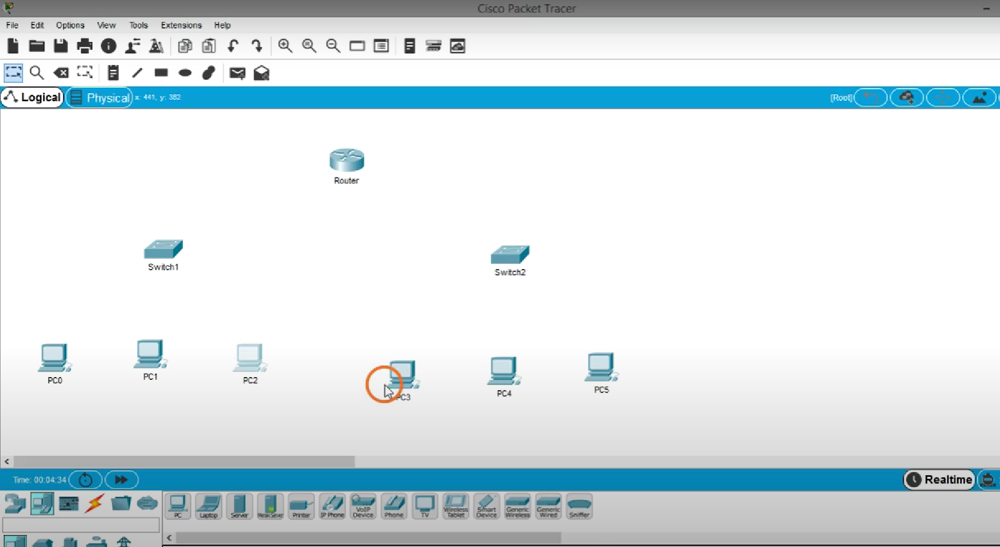 Cisco Packet Tracer
File Edit Options View Tools Extensions Help
Logical Physical x: 441, y: 382 [Root]
Router
Switch1
Switch2
PC0
PC1
PC2
PC3
PC4
PC5
Time: 00:04:34 Realtime
PC Laptop Server Meraki Server Printer IP Phone VoIP Device Phone TV Wireless Tablet Smart Device Generic Wireless Generic Wired Sniffer